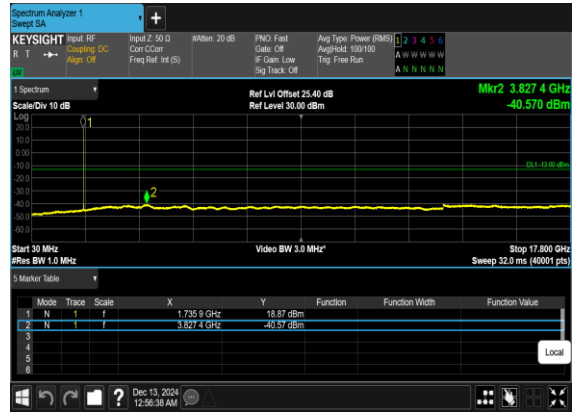 Spectrum Analyzer 1
Swept SA
+
KEYSIGHT Input: RF Input Z: 50 Ω #Atten: 20 dB PNO: Fast Avg Type: Power (RMS) 1 2 3 4 5 6
R T Coupling: DC Corr CCorr Gate: Off Avg|Hold: 100/100 A W W W W W
Align: Off Freq Ref: Int (S) IF Gain: Low Trig: Free Run
Sig Track: Off A N N N N N
1 Spectrum Ref Lvl Offset 25.40 dB Mkr2 3.827 4 GHz
Scale/Div 10 dB Ref Level 30.00 dBm -40.570 dBm
Log
20.0
10.0
0.00
-10.0
-20.0
-30.0
-40.0
-50.0
-60.0
1
DL1 -13.00 dBm
2
Start 30 MHz Video BW 3.0 MHz* Stop 17.800 GHz
#Res BW 1.0 MHz Sweep 32.0 ms (40001 pts)
5 Marker Table
Mode Trace Scale X Y Function Function Width Function Value
1 N 1 f 1.735 9 GHz 18.87 dBm
2 N 1 f 3.827 4 GHz -40.57 dBm
3
4
5
6
Local
? Dec 13, 2024
12:56:38 AM